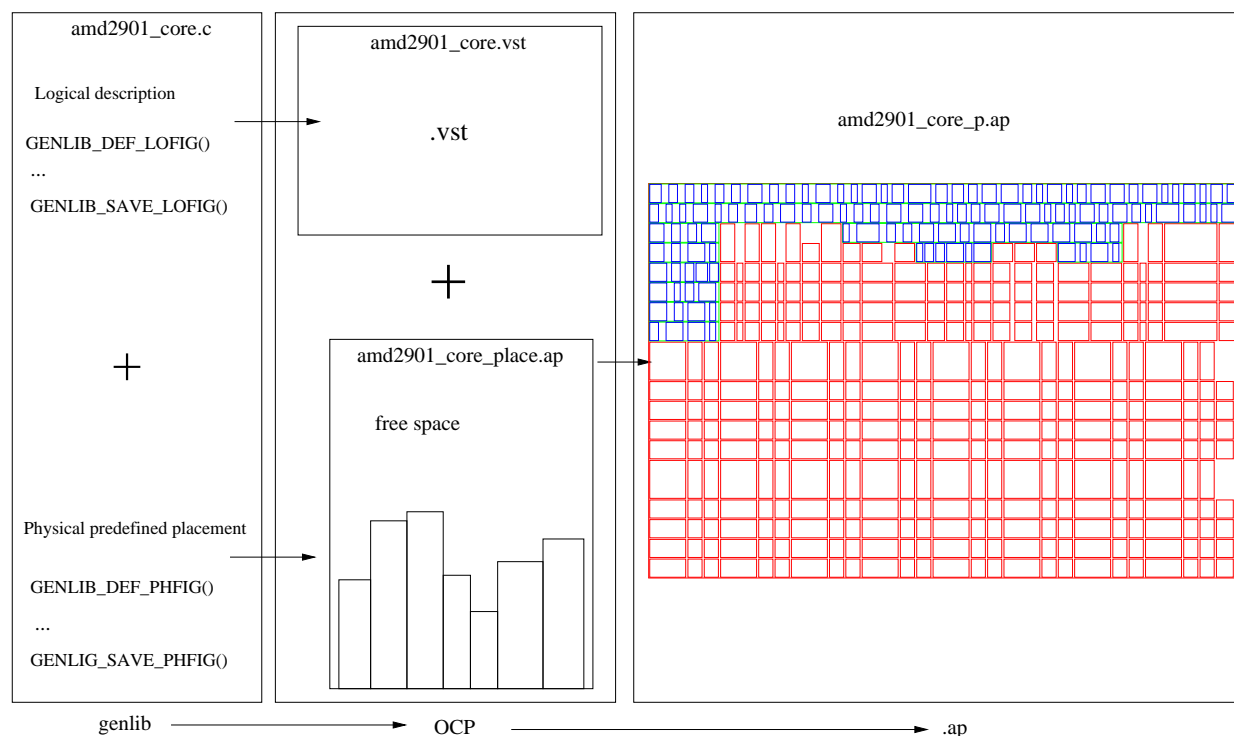 amd2901_core.c
Logical description
GENLIB_DEF_LOFIG()
...
GENLIB_SAVE_LOFIG()
+
Physical predefined placement
GENLIB_DEF_PHFIG()
...
GENLIG_SAVE_PHFIG()
amd2901_core.vst
.vst
+
amd2901_core_place.ap
free space
amd2901_core_p.ap
genlib
OCP
.ap